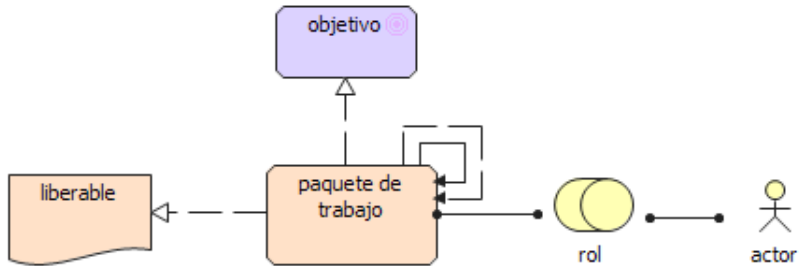 objetivo
liberable
paquete de
trabajo
rol
actor